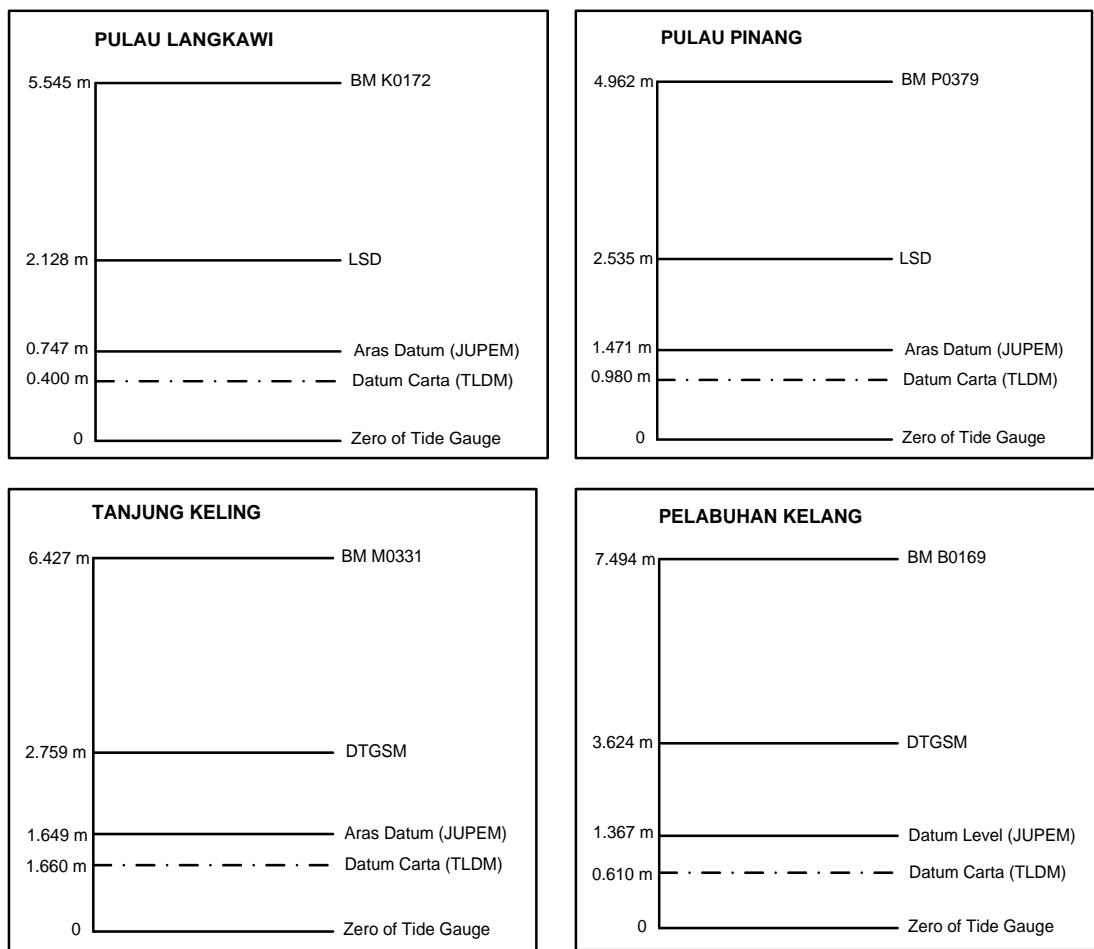 PULAU LANGKAWI
5.545 m BM K0172
2.128 m LSD
0.747 m Aras Datum (JUPEM)
0.400 m Datum Carta (TLDM)
0 Zero of Tide Gauge
PULAU PINANG
4.962 m BM P0379
2.535 m LSD
1.471 m Aras Datum (JUPEM)
0.980 m Datum Carta (TLDM)
0 Zero of Tide Gauge
TANJUNG KELING
6.427 m BM M0331
2.759 m DTGSM
1.649 m Aras Datum (JUPEM)
1.660 m Datum Carta (TLDM)
0 Zero of Tide Gauge
PELABUHAN KELANG
7.494 m BM B0169
3.624 m DTGSM
1.367 m Datum Level (JUPEM)
0.610 m Datum Carta (TLDM)
0 Zero of Tide Gauge